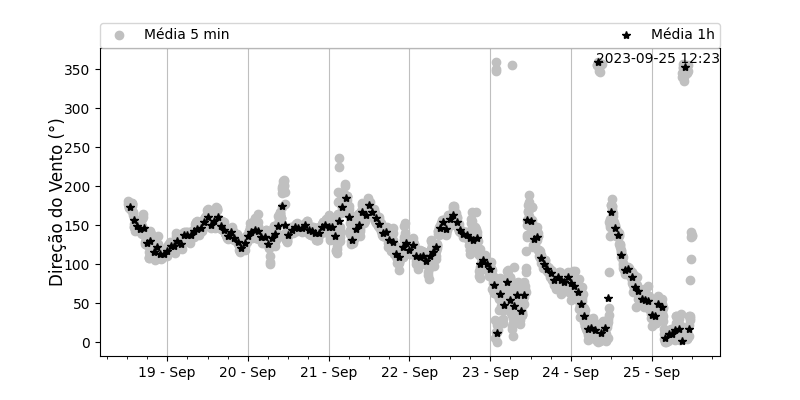 Média 5 min
Média 1h
2023-09-25 12:23
Direção do Vento (°)
350
300
250
200
150
100
50
0
19 - Sep
20 - Sep
21 - Sep
22 - Sep
23 - Sep
24 - Sep
25 - Sep